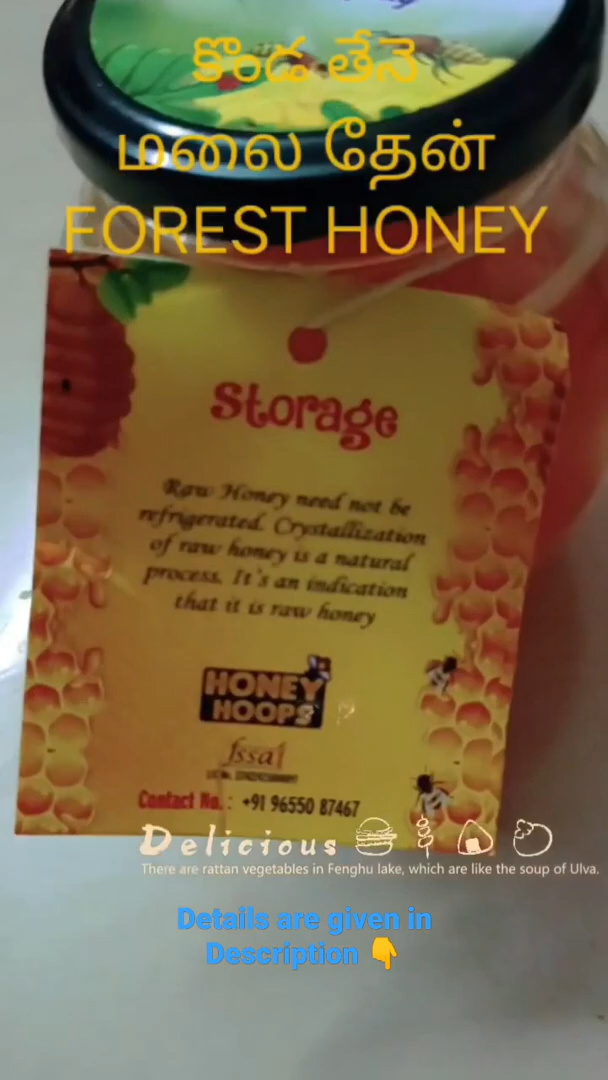 కొండ తేనె
மலை தேன்
FOREST HONEY
Storage
Raw Honey need not be
refrigerated. Crystallization
of raw honey is a natural
process. It's an indication
that it is raw honey
HONEY
HOOPS
fssai
Contact No. : +91 96550 87467
Delicious
There are rattan vegetables in Fenghu lake, which are like the soup of Ulva.
Details are given in
Description 👇